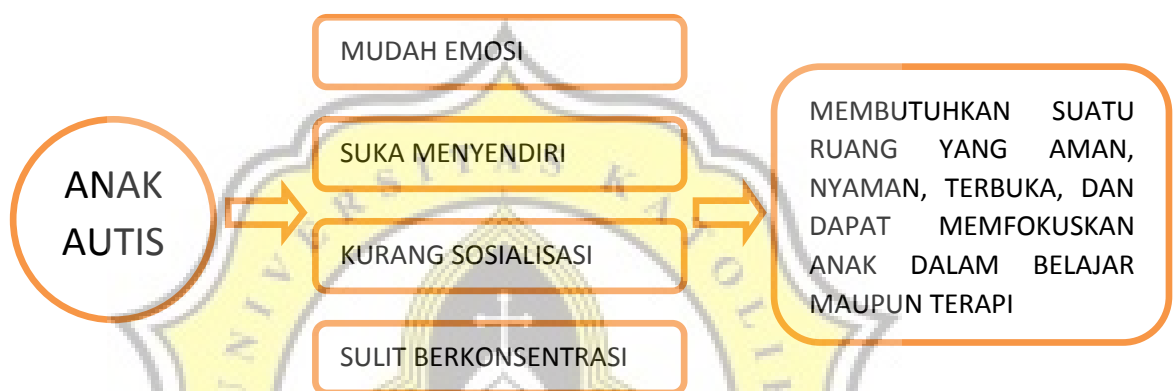 ANAK
AUTIS
MUDAH EMOSI
SUKA MENYENDIRI
KURANG SOSIALISASI
SULIT BERKONSENTRASI
MEMBUTUHKAN SUATU
RUANG YANG AMAN,
NYAMAN, TERBUKA, DAN
DAPAT MEMFOKUSKAN
ANAK DALAM BELAJAR
MAUPUN TERAPI